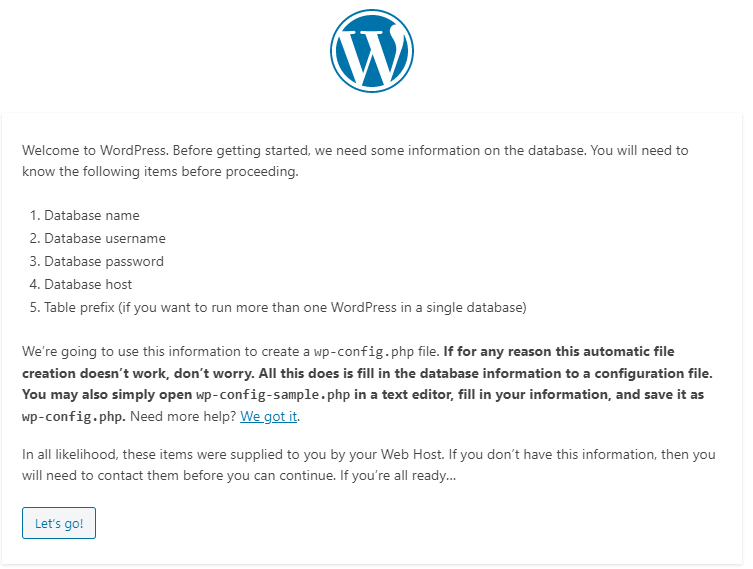 Welcome to WordPress. Before getting started, we need some information on the database. You will need to
know the following items before proceeding.
1. Database name
2. Database username
3. Database password
4. Database host
5. Table prefix (if you want to run more than one WordPress in a single database)
We’re going to use this information to create a wp-config.php file. If for any reason this automatic file
creation doesn’t work, don’t worry. All this does is fill in the database information to a configuration file.
You may also simply open wp-config-sample.php in a text editor, fill in your information, and save it as
wp-config.php. Need more help? We got it.
In all likelihood, these items were supplied to you by your Web Host. If you don’t have this information, then you
will need to contact them before you can continue. If you’re all ready…
Let’s go!